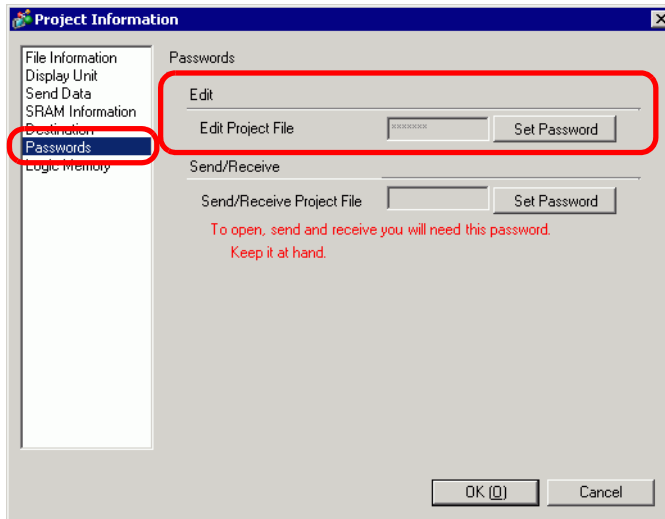 Project Information
File Information
Display Unit
Send Data
SRAM Information
Destination
Passwords
Logic Memory
Passwords
Edit
Edit Project File xxxxxxx Set Password
Send/Receive
Send/Receive Project File Set Password
To open, send and receive you will need this password.
Keep it at hand.
OK (O) Cancel